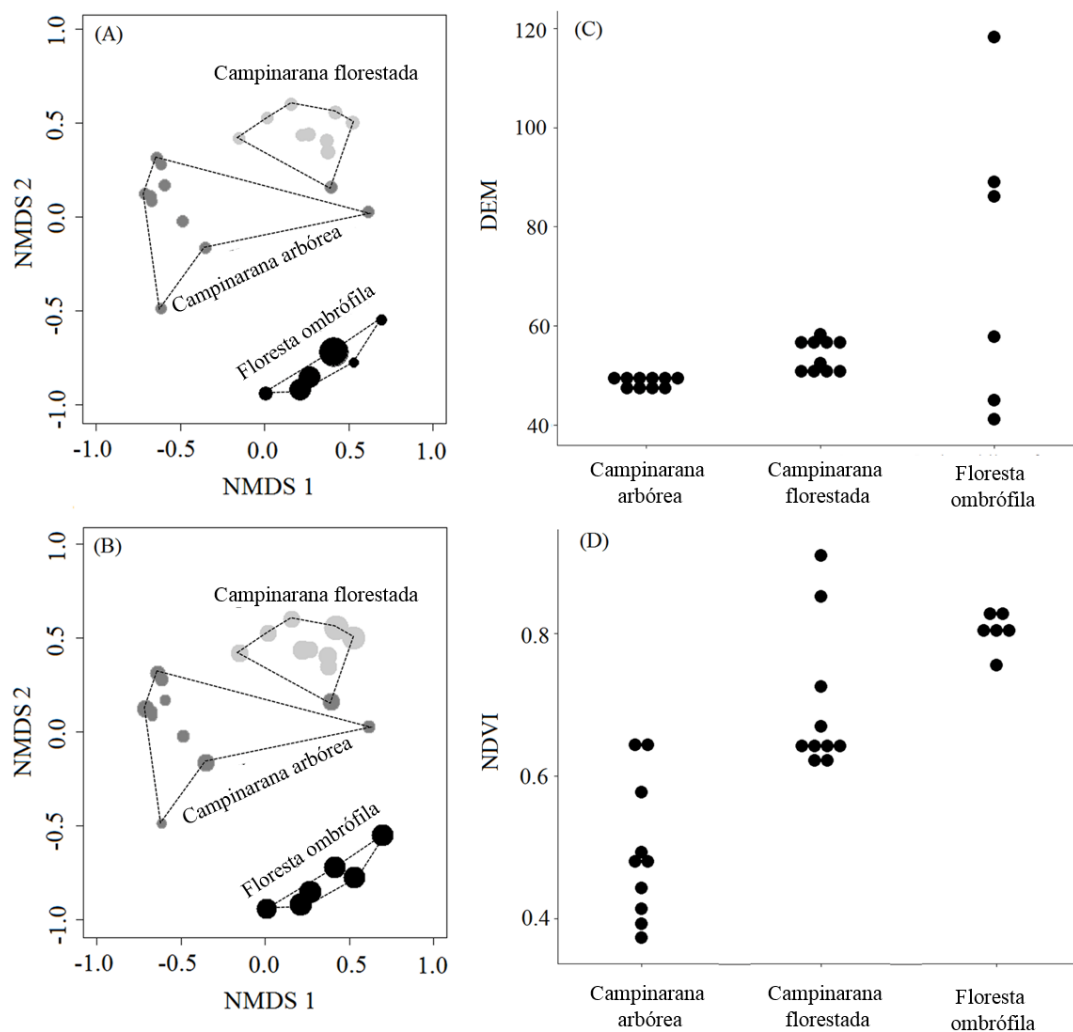 (A)
Campinarana florestada
Campinarana arbórea
Floresta ombrófila
NMDS 2
1.0
0.5
0.0
-0.5
-1.0
-1.0
-0.5
0.0
0.5
1.0
NMDS 1
(C)
DEM
120
100
80
60
40
Campinarana
arbórea
Campinarana
florestada
Floresta
ombrófila
(B)
Campinarana florestada
Campinarana arbórea
Floresta ombrófila
NMDS 2
1.0
0.5
0.0
-0.5
-1.0
-1.0
-0.5
0.0
0.5
1.0
NMDS 1
(D)
NDVI
0.8
0.6
0.4
Campinarana
arbórea
Campinarana
florestada
Floresta
ombrófila